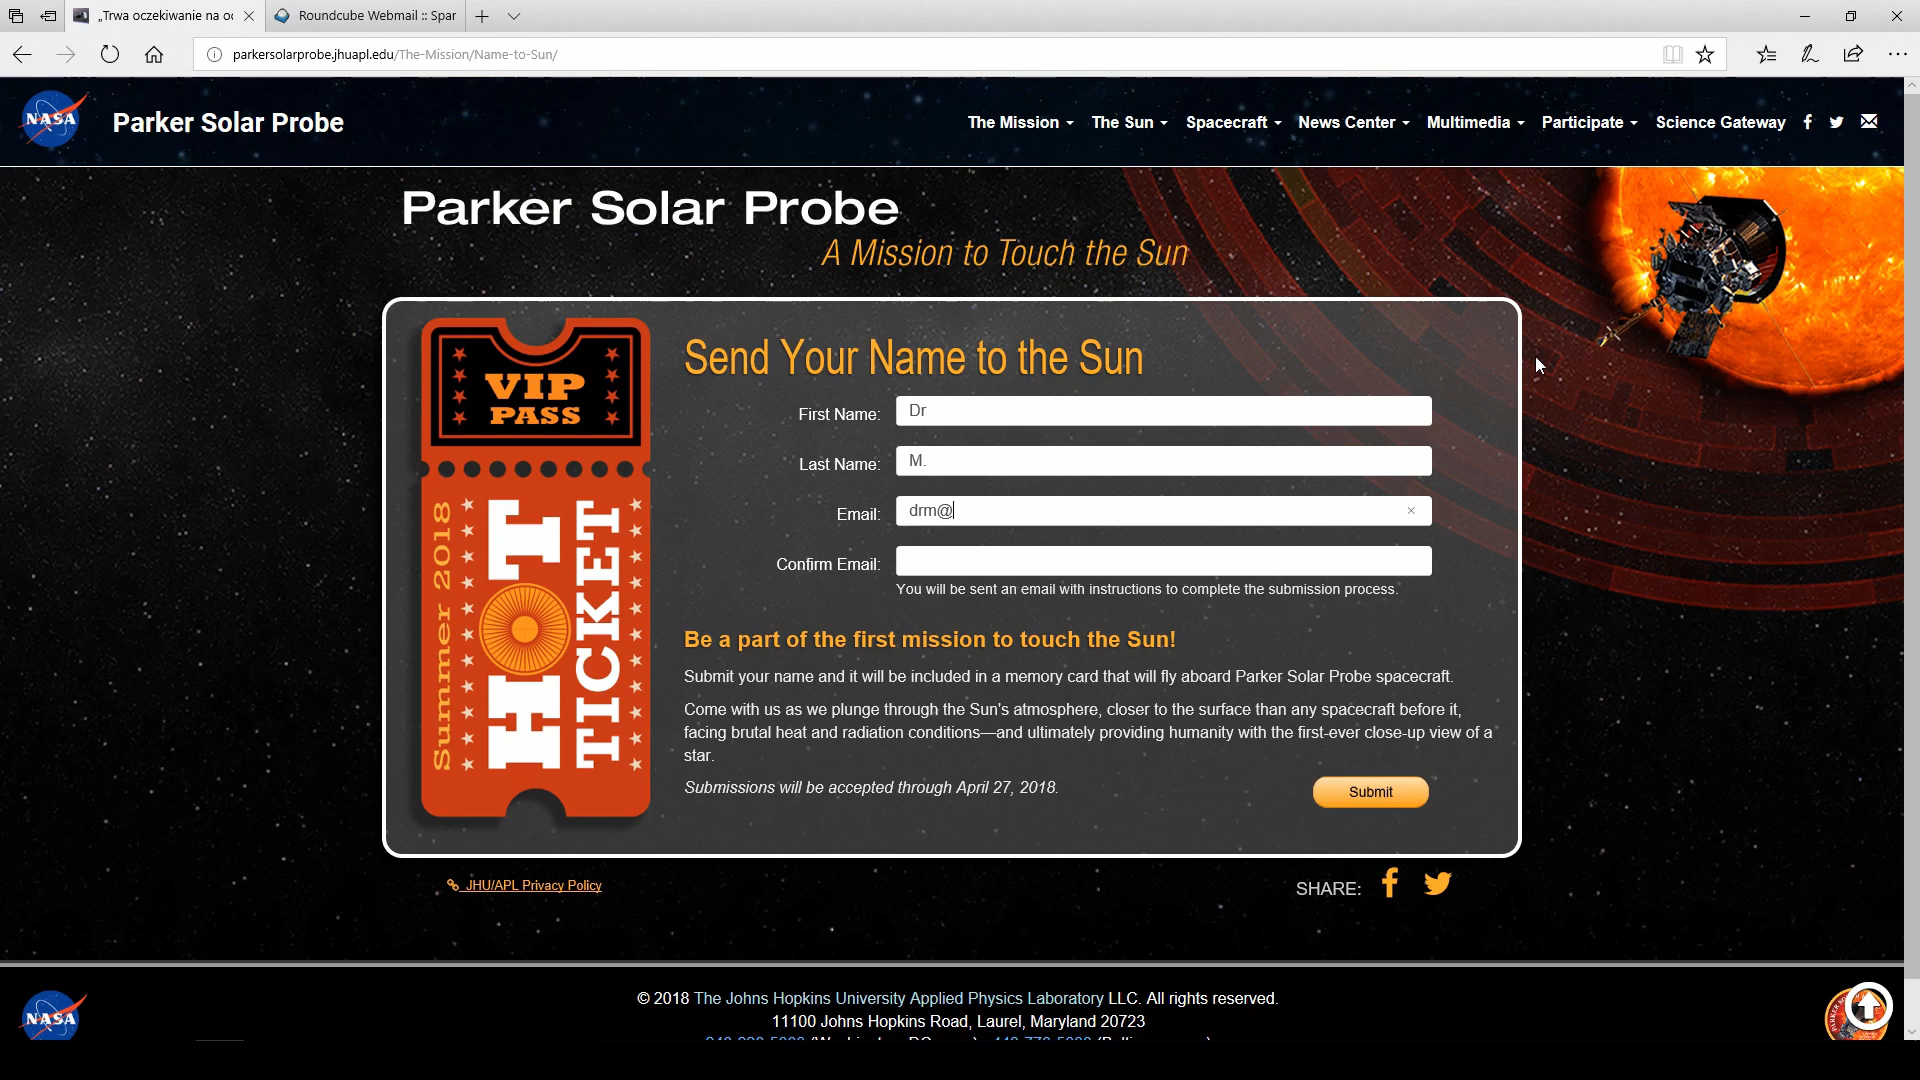 „Trwa oczekiwanie na oc
Roundcube Webmail :: Spar
parkersolarprobe.jhuapl.edu/The-Mission/Name-to-Sun/
NASA
Parker Solar Probe
The Mission
The Sun
Spacecraft
News Center
Multimedia
Participate
Science Gateway
Parker Solar Probe
A Mission to Touch the Sun
VIP
PASS
Summer 2018
HOT
TICKET
Send Your Name to the Sun
First Name: Dr
Last Name: M.
Email: drm@
Confirm Email:
You will be sent an email with instructions to complete the submission process.
Be a part of the first mission to touch the Sun!
Submit your name and it will be included in a memory card that will fly aboard Parker Solar Probe spacecraft.
Come with us as we plunge through the Sun's atmosphere, closer to the surface than any spacecraft before it,
facing brutal heat and radiation conditions—and ultimately providing humanity with the first-ever close-up view of a
star.
Submissions will be accepted through April 27, 2018.
Submit
JHU/APL Privacy Policy
SHARE:
NASA
© 2018 The Johns Hopkins University Applied Physics Laboratory LLC. All rights reserved.
11100 Johns Hopkins Road, Laurel, Maryland 20723